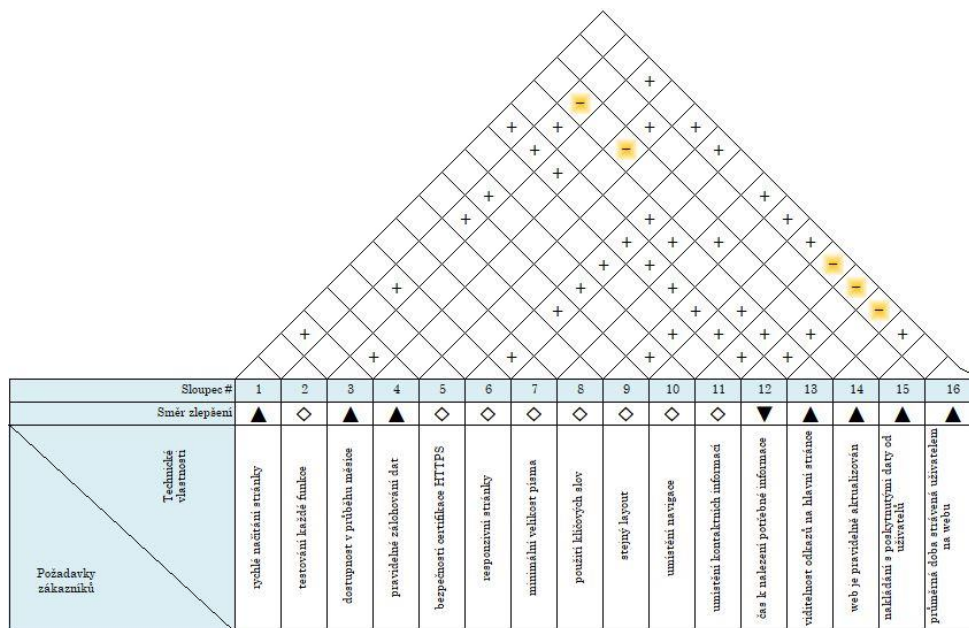 +
−
+ + + +
+ − +
+
+ +
+ + +
+ + + +
+ + −
+ + + −
+ + + −
+ + + + + +
+ + + + + +
Sloupec # 1 2 3 4 5 6 7 8 9 10 11 12 13 14 15 16
Směr zlepšení ▲ ◇ ▲ ▲ ◇ ◇ ◇ ◇ ◇ ◇ ◇ ▼ ▲ ▲ ▲ ▲
Technické
vlastnosti
Požadavky
zákazníků
rychlé načítání stránky
testování každé funkce
dostupnost v průběhu měsíce
pravidelné zálohování dat
bezpečnostní certifikace HTTPS
responzivní stránky
minimální velikost písma
použití klíčových slov
stejný layout
umístění navigace
umístění kontaktních informací
čas k nalezení potřebné informace
viditelnost odkazů na hlavní stránce
web je pravidelně aktualizován
nakládání s poskytnutými daty od
uživatelů
průměrná doba strávená uživatelem
na webu